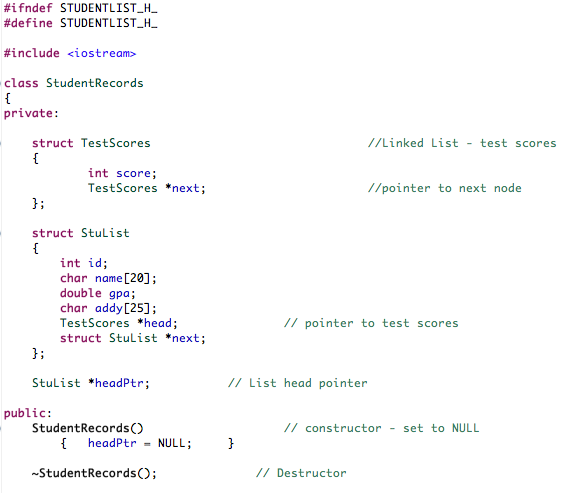 #ifndef STUDENTLIST_H_
#define STUDENTLIST_H_
#include <iostream>
class StudentRecords
{
private:
struct TestScores //Linked List - test scores
{
int score;
TestScores *next; //pointer to next node
};
struct StuList
{
int id;
char name[20];
double gpa;
char addy[25];
TestScores *head; // pointer to test scores
struct StuList *next;
};
StuList *headPtr; // List head pointer
public:
StudentRecords() // constructor - set to NULL
{ headPtr = NULL; }
~StudentRecords(); // Destructor